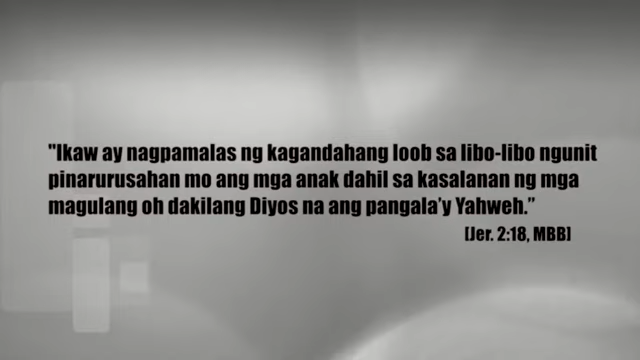 "Ikaw ay nagpamalas ng kagandahang loob sa libo-libo ngunit
pinarurusahan mo ang mga anak dahil sa kasalanan ng mga
magulang oh dakilang Diyos na ang pangala’y Yahweh.”
[Jer. 2:18, MBB]